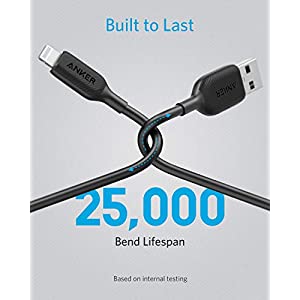 Built to Last
ANKER
ANKER
25,000
Bend Lifespan
Based on internal testing